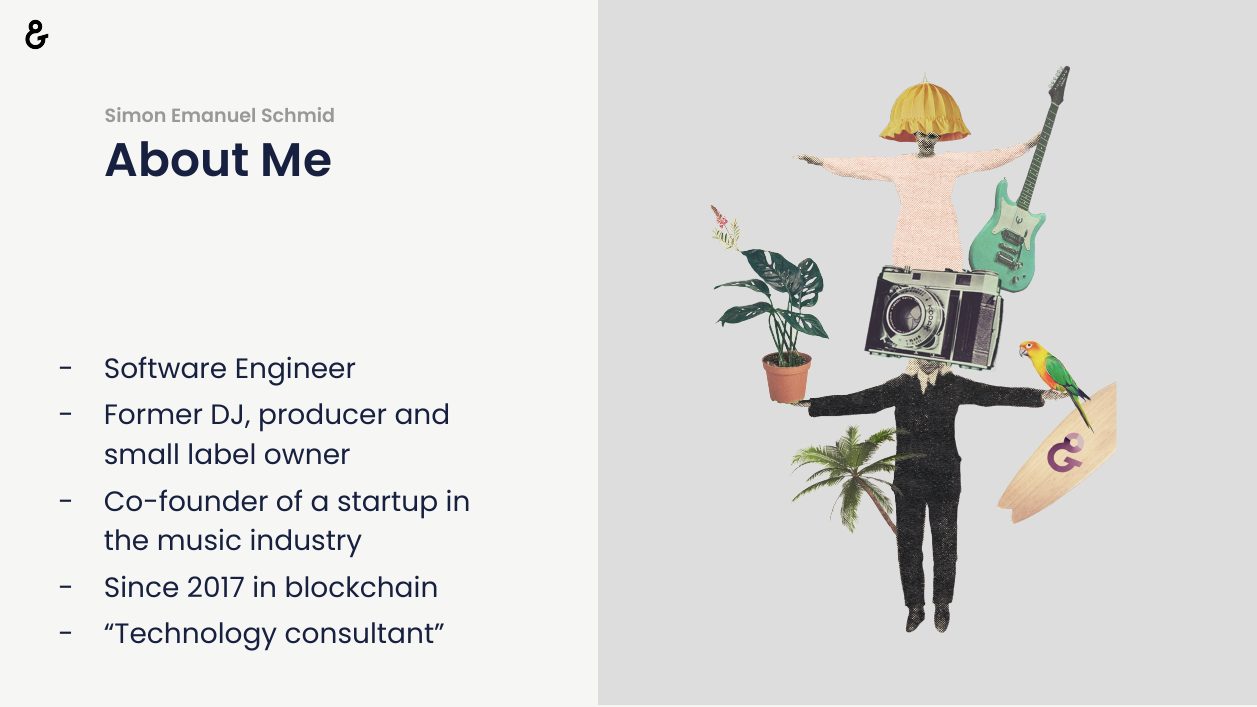 &
Simon Emanuel Schmid
About Me
- Software Engineer
- Former DJ, producer and
small label owner
- Co-founder of a startup in
the music industry
- Since 2017 in blockchain
- “Technology consultant”
&